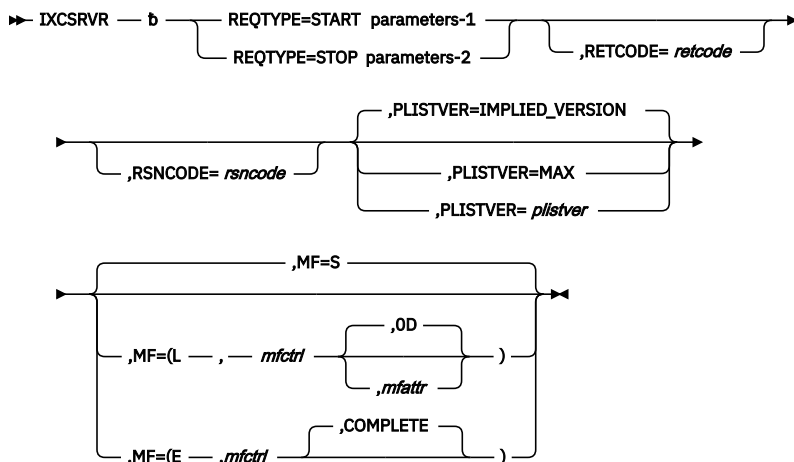 IXCSRVR ƀ REQTYPE=START parameters-1
REQTYPE=STOP parameters-2
,RETCODE= retcode
,RSNCODE= rsncode
,PLISTVER=IMPLIED_VERSION
,PLISTVER=MAX
,PLISTVER= plistver
,MF=S
,MF=(L , mfctrl ,0D )
,mfattr
,MF=(E ,mfctrl ,COMPLETE )